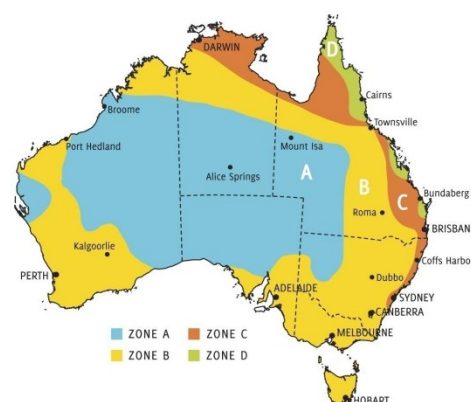 D
DARWIN
Cairns
Broome
Townsville
Port Hedland
Mount Isa
Alice Springs
A
B
C
Bundaberg
Roma
BRISBAN
Kalgoorlie
Coffs Harbo
PERTH
Dubbo
ADELAIDE
SYDNEY
CANBERRA
ZONE A
ZONE C
ZONE B
ZONE D
MELBOURNE
HOBART